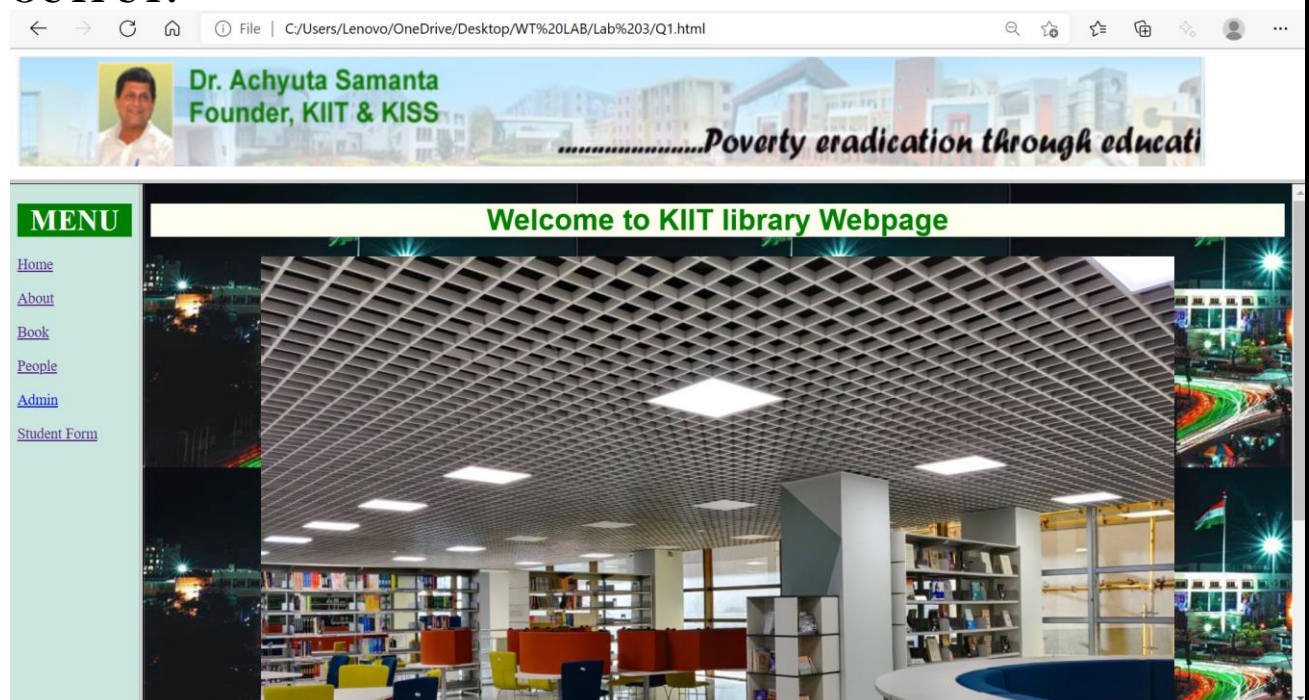 OUTPUT:
File | C:/Users/Lenovo/OneDrive/Desktop/WT%20LAB/Lab%203/Q1.html
Dr. Achyuta Samanta
Founder, KIIT & KISS
......................Poverty eradication through educati
MENU
Welcome to KIIT library Webpage
Home
About
Book
People
Admin
Student Form